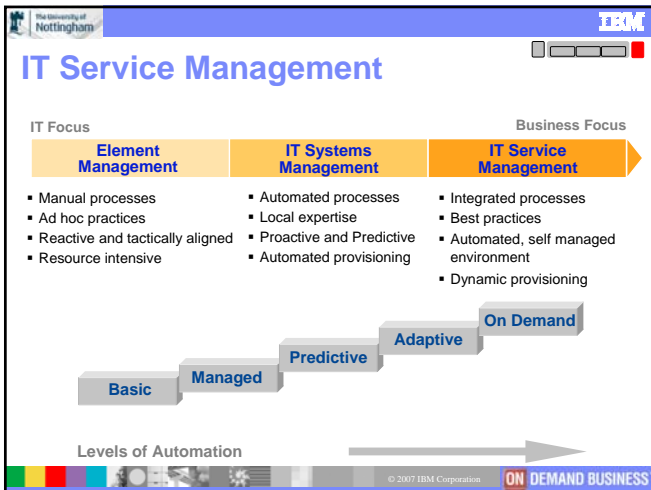 The University of
Nottingham
IBM
IT Service Management
IT Focus
Business Focus
Element
Management
IT Systems
Management
IT Service
Management
▪ Manual processes
▪ Ad hoc practices
▪ Reactive and tactically aligned
▪ Resource intensive
▪ Automated processes
▪ Local expertise
▪ Proactive and Predictive
▪ Automated provisioning
▪ Integrated processes
▪ Best practices
▪ Automated, self managed
environment
▪ Dynamic provisioning
Basic
Managed
Predictive
Adaptive
On Demand
Levels of Automation
© 2007 IBM Corporation
ON DEMAND BUSINESS